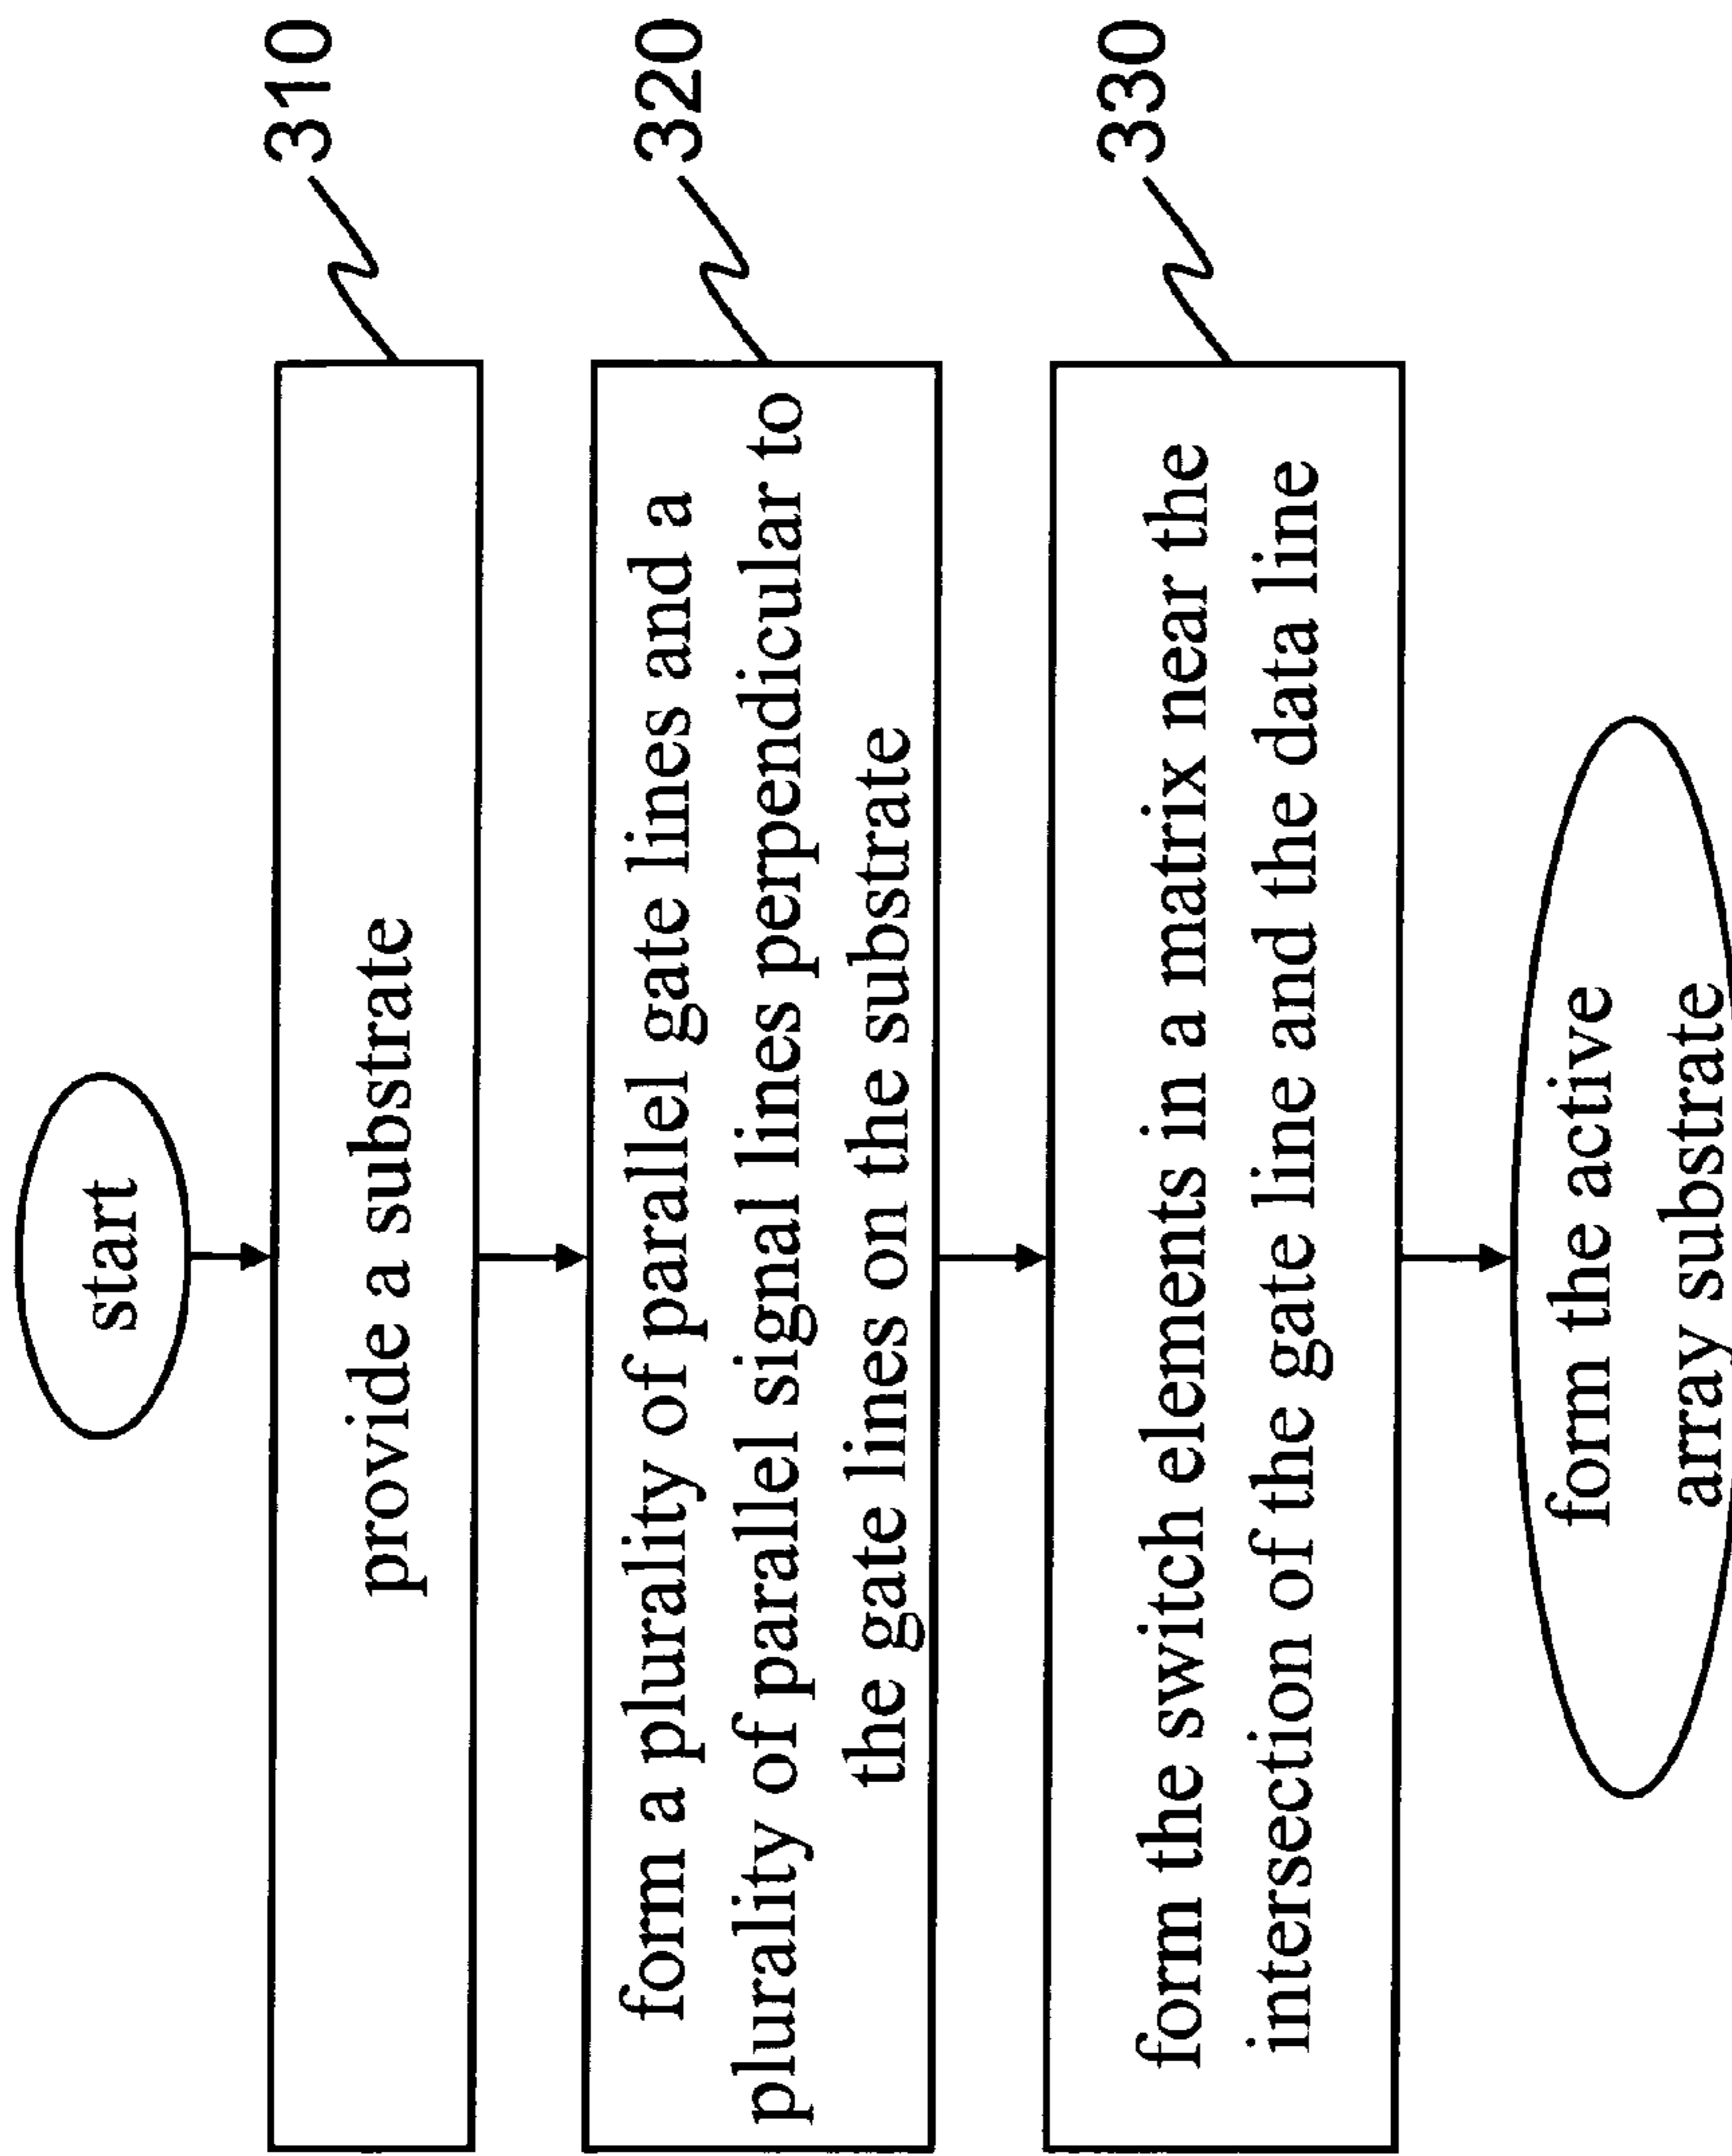 start
provide a substrate
310
form a plurality of parallel gate lines and a
plurality of parallel signal lines perpendicular to
the gate lines on the substrate
320
form the switch elements in a matrix near the
intersection of the gate line and the data line
330
form the active
array substrate